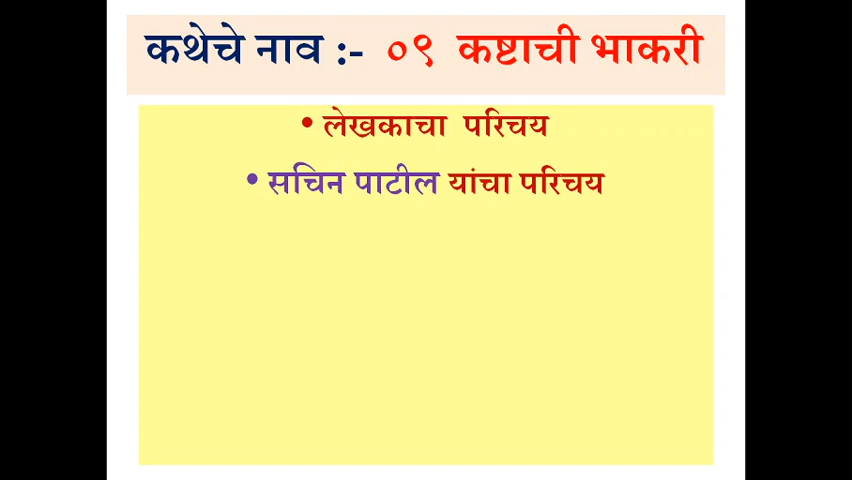 कथेचे नाव :- ०९ कष्टाची भाकरी
• लेखकाचा परिचय
• सचिन पाटील यांचा परिचय